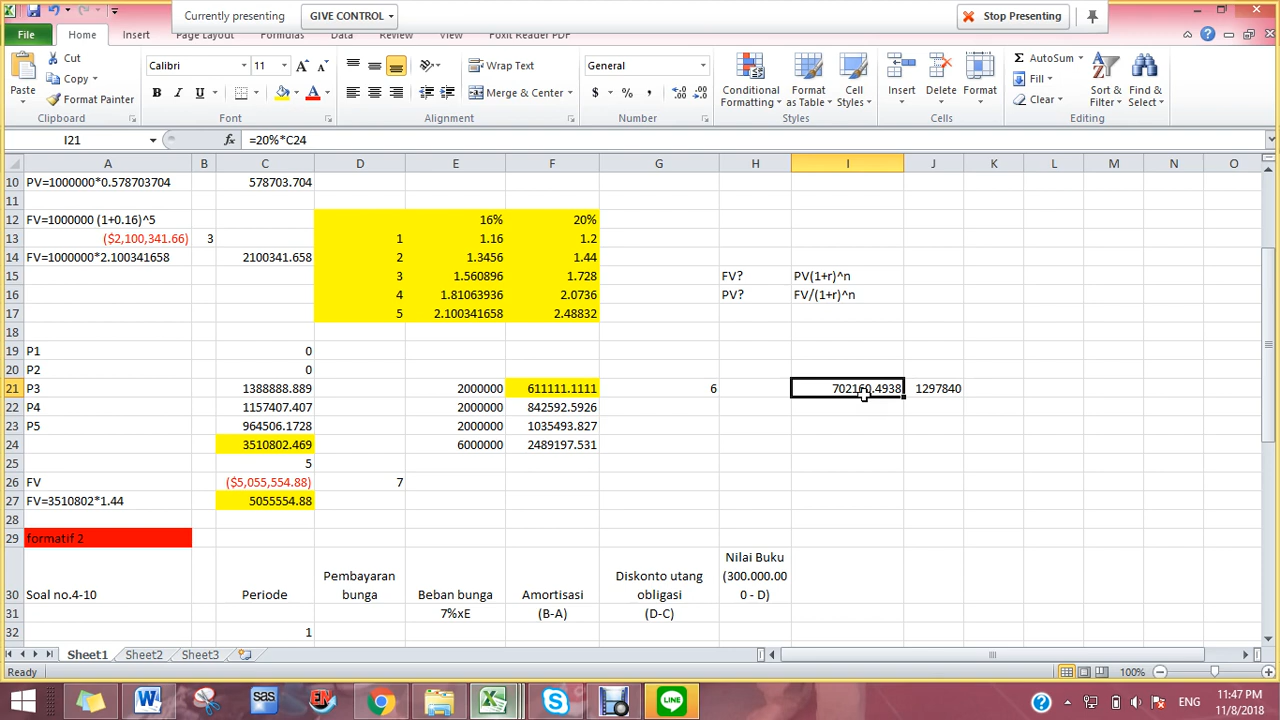 Currently presenting GIVE CONTROL Stop Presenting
File Home Insert Page Layout Formulas Data Review View Foxit Reader PDF
Paste Cut Calibri 11 Wrap Text General AutoSum
Copy Fill
Format Painter B I U Merge & Center $ % Conditional Formatting Format as Table Cell Styles Insert Delete Format Clear Sort & Filter Find & Select
Clipboard Font Alignment Number Styles Cells Editing
I21 fx =20%*C24
A B C D E F G H I J K L M N O
10 PV=1000000*0.578703704 578703.704
11
12 FV=1000000 (1+0.16)^5 16% 20%
13 ($2,100,341.66) 3 1 1.16 1.2
14 FV=1000000*2.100341658 2100341.658 2 1.3456 1.44
15 3 1.560896 1.728 FV? PV(1+r)^n
16 4 1.81063936 2.0736 PV? FV/(1+r)^n
17 5 2.100341658 2.48832
18
19 P1 0
20 P2 0
21 P3 1388888.889 2000000 611111.1111 6 702160.4938 1297840
22 P4 1157407.407 2000000 842592.5926
23 P5 964506.1728 2000000 1035493.827
24 3510802.469 6000000 2489197.531
25 5
26 FV ($5,055,554.88) 7
27 FV=3510802*1.44 5055554.88
28
29 formatif 2
30 Soal no.4-10 Periode Pembayaran bunga Beban bunga Amortisasi Diskonto utang obligasi Nilai Buku (300.000.000 - D)
31 7%xE (B-A) (D-C)
32 1
Sheet1 Sheet2 Sheet3
Ready 100%
W sas EN X S LINE ? ENG 11:47 PM
11/8/2018